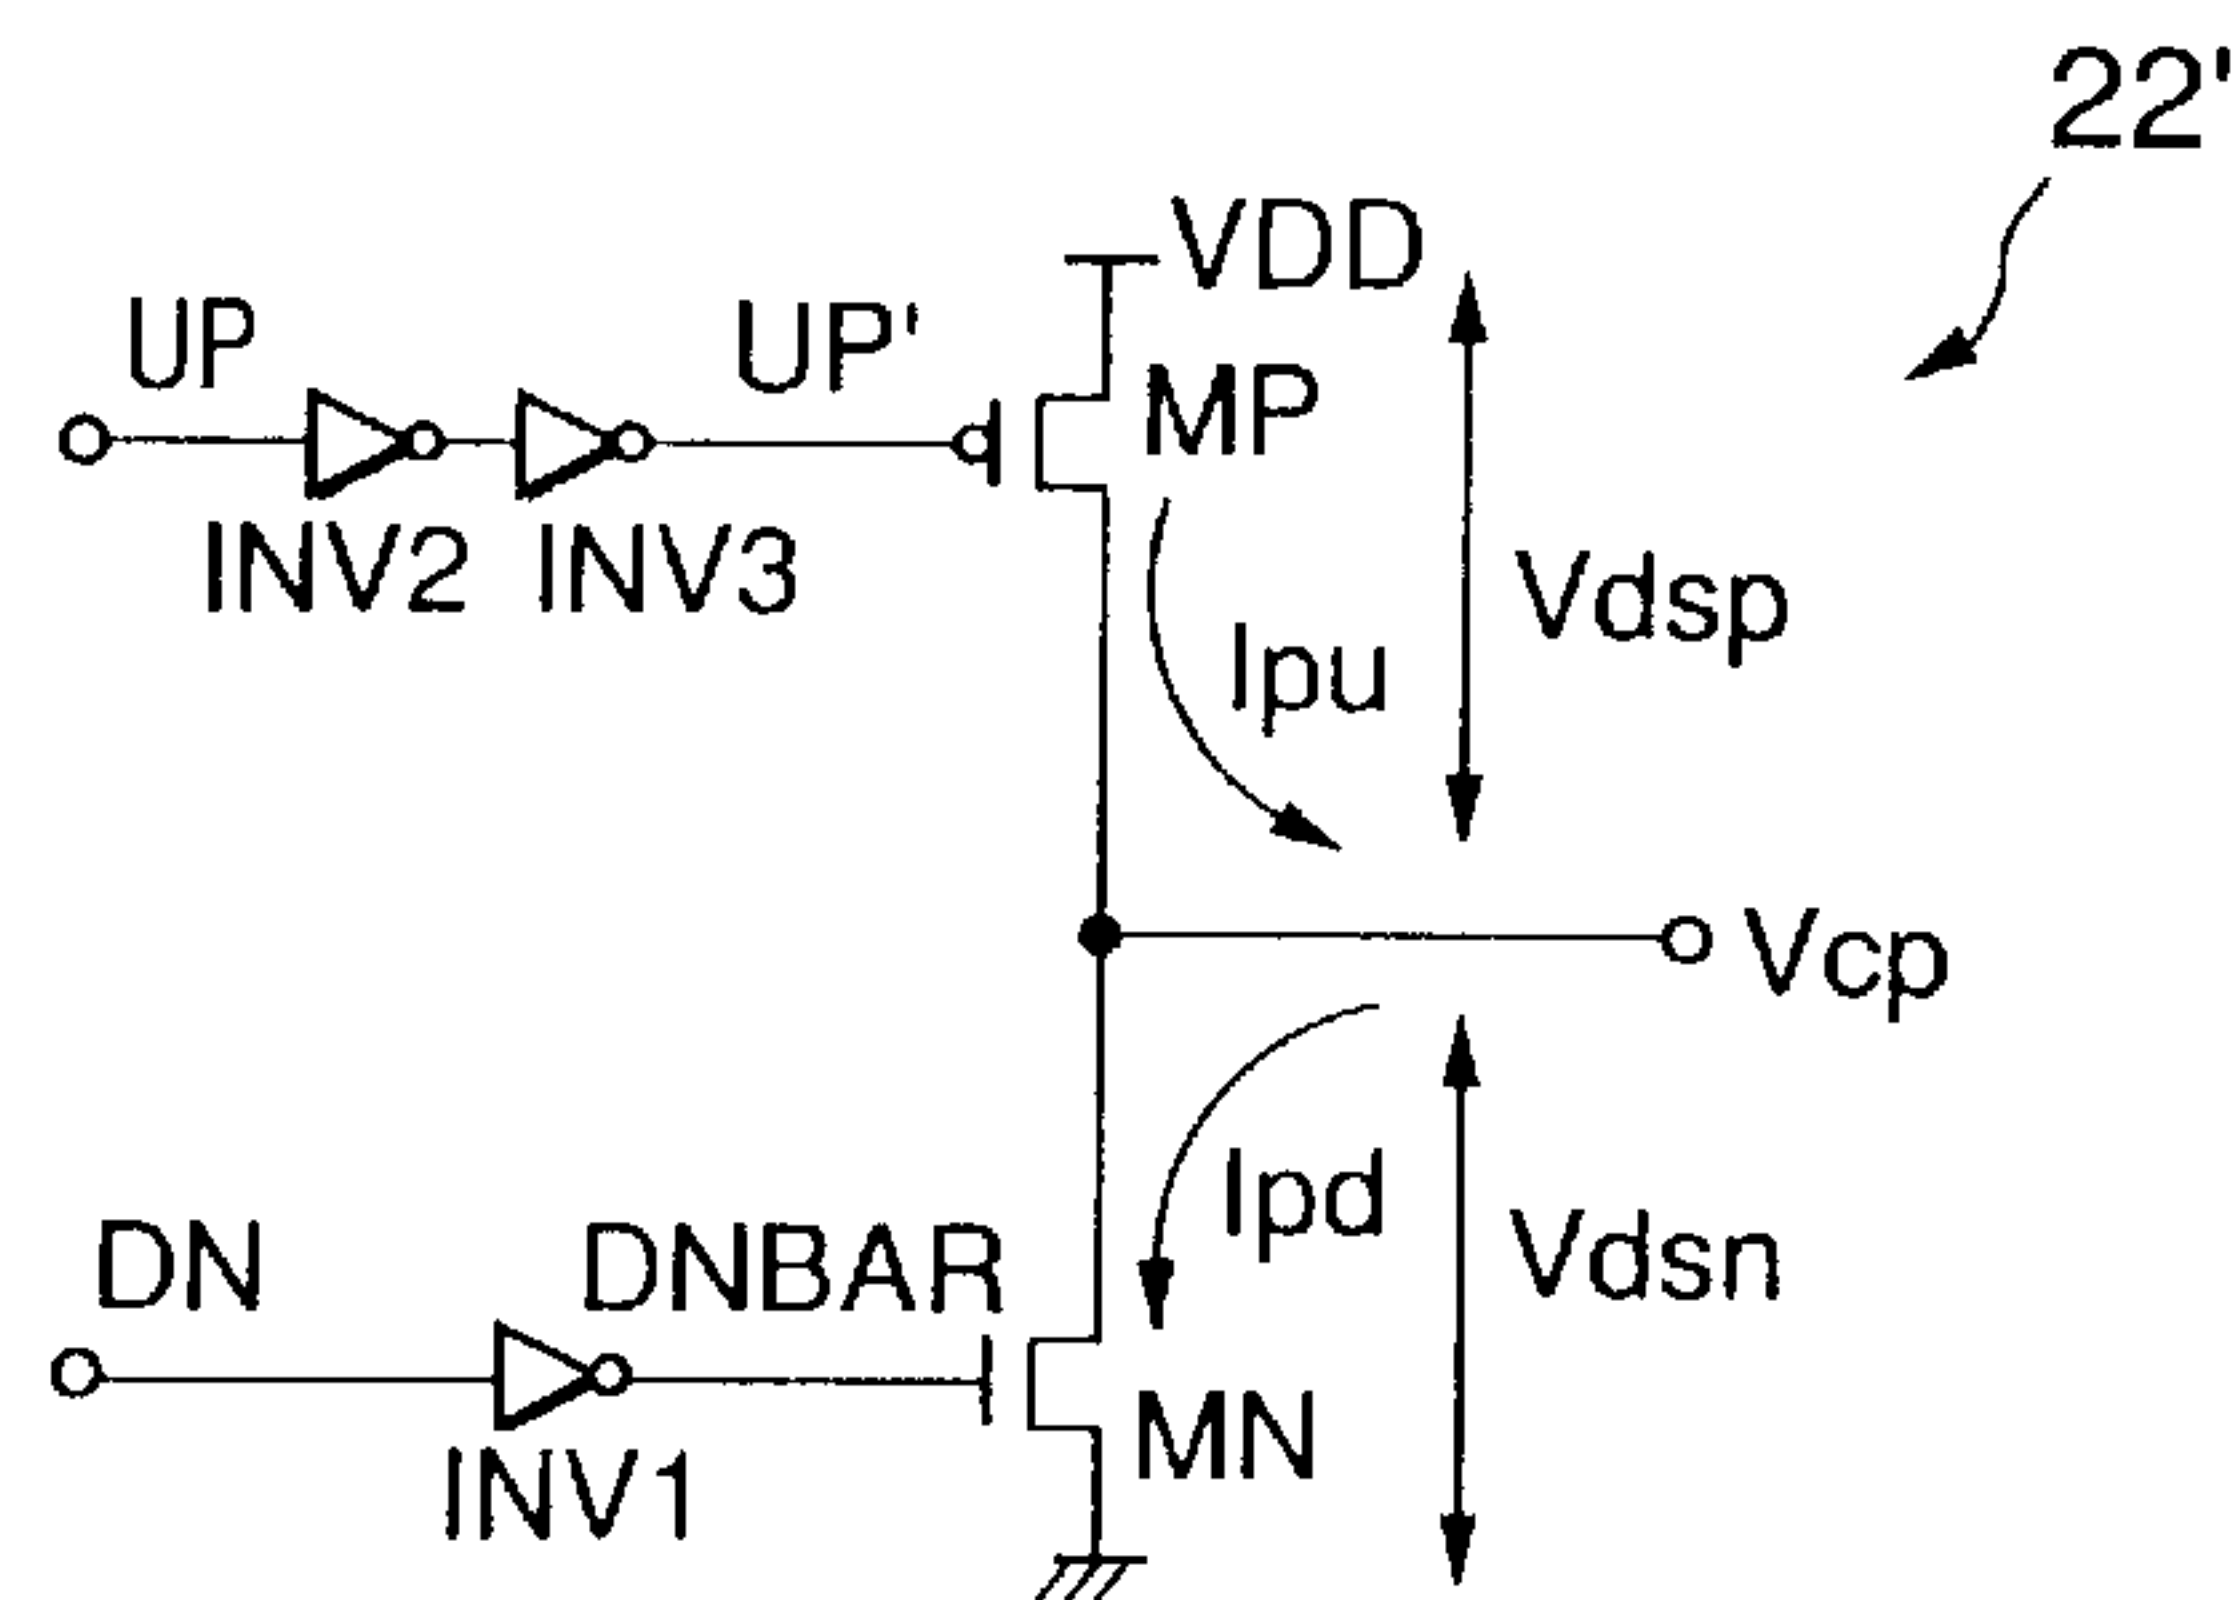 22'
VDD
UP
UP'
MP
INV2
INV3
Vdsp
Ipu
Vcp
Ipd
DN
DNBAR
Vdsn
MN
INV1